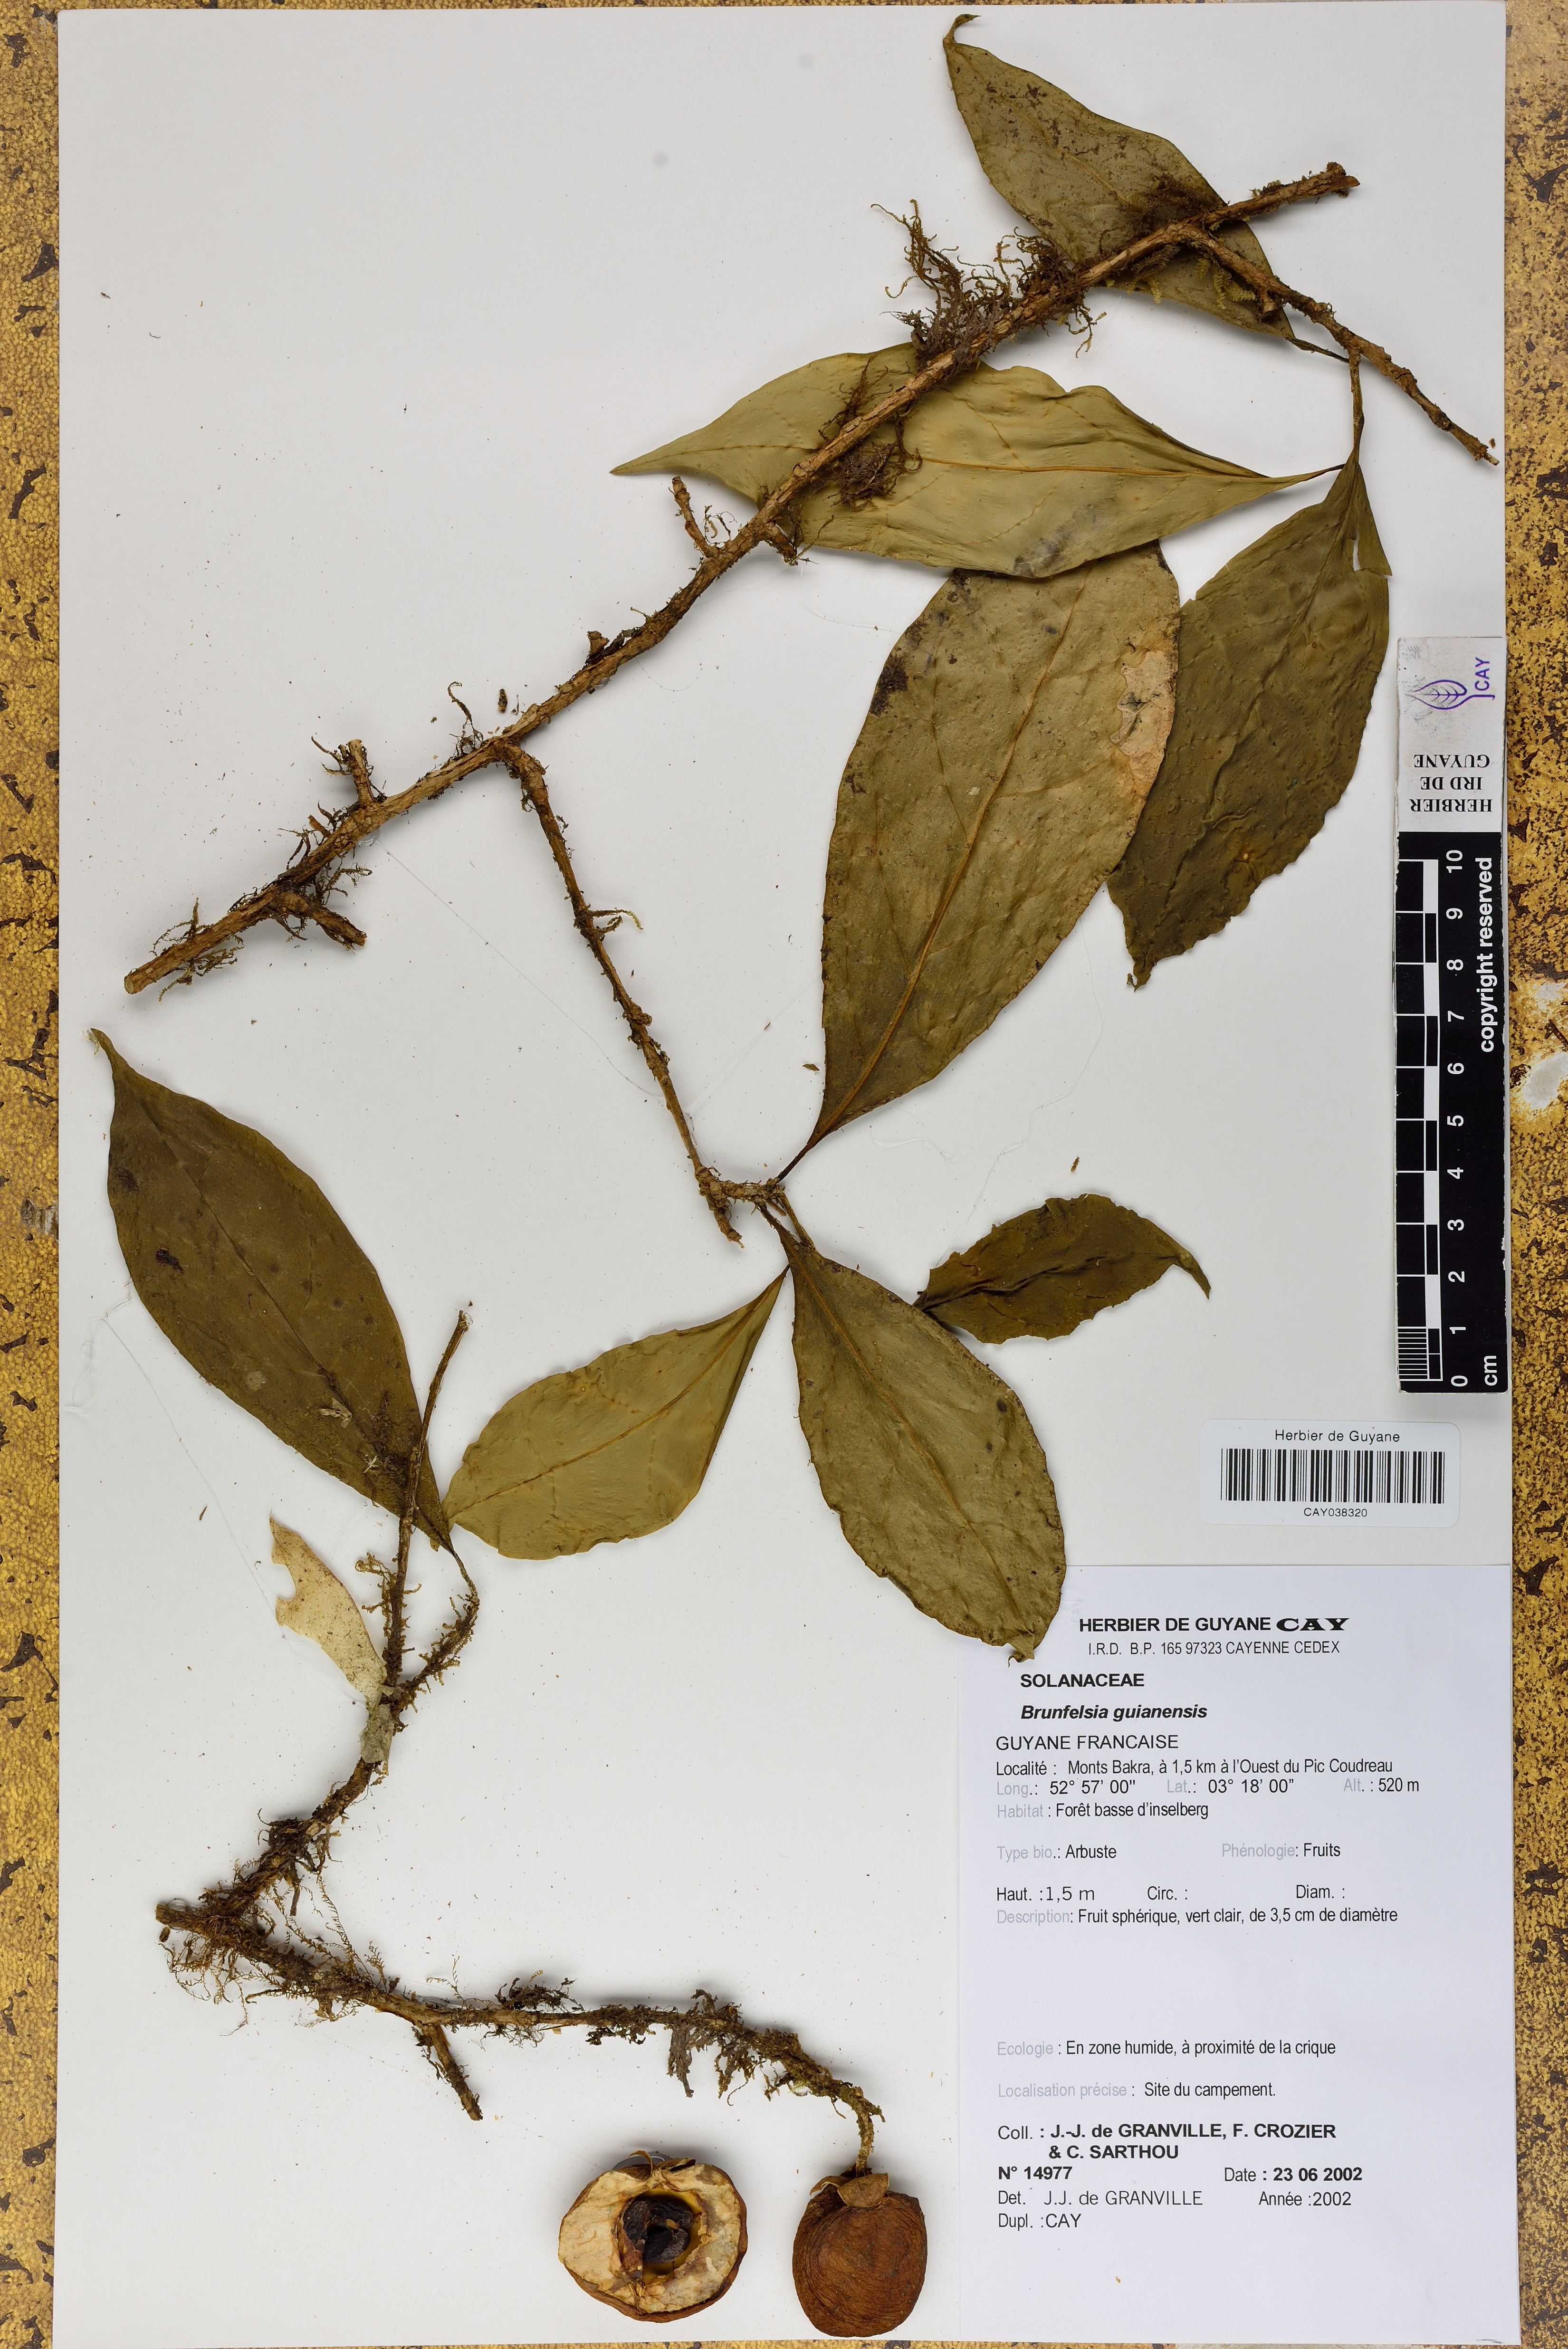 CAY
HERBIER
IRD DE
GUYANE
10
9
8
7
6
5
4
3
2
1
0
cm
copyright reserved
Herbier de Guyane
CAY038320
HERBIER DE GUYANE CAY
I.R.D. B.P. 165 97323 CAYENNE CEDEX
SOLANACEAE
Brunfelsia guianensis
GUYANE FRANCAISE
Localité : Monts Bakra, à 1,5 km à l'Ouest du Pic Coudreau
Long.: 52° 57' 00" Lat.: 03° 18' 00" Alt. : 520 m
Habitat : Forêt basse d'inselberg
Type bio.: Arbuste Phénologie: Fruits
Haut. :1,5 m Circ. : Diam. :
Description: Fruit sphérique, vert clair, de 3,5 cm de diamètre
Ecologie : En zone humide, à proximité de la crique
Localisation précise : Site du campement.
Coll. : J.-J. de GRANVILLE, F. CROZIER
& C. SARTHOU
N° 14977 Date : 23 06 2002
Det. J.J. de GRANVILLE Année :2002
Dupl. :CAY